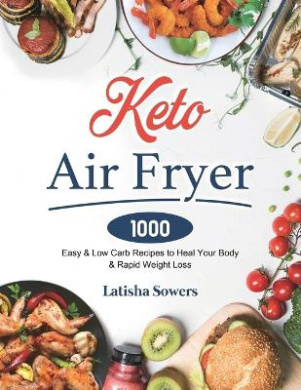 Keto
Air Fryer
1000
Easy & Low Carb Recipes to Heal Your Body
& Rapid Weight Loss
Latisha Sowers